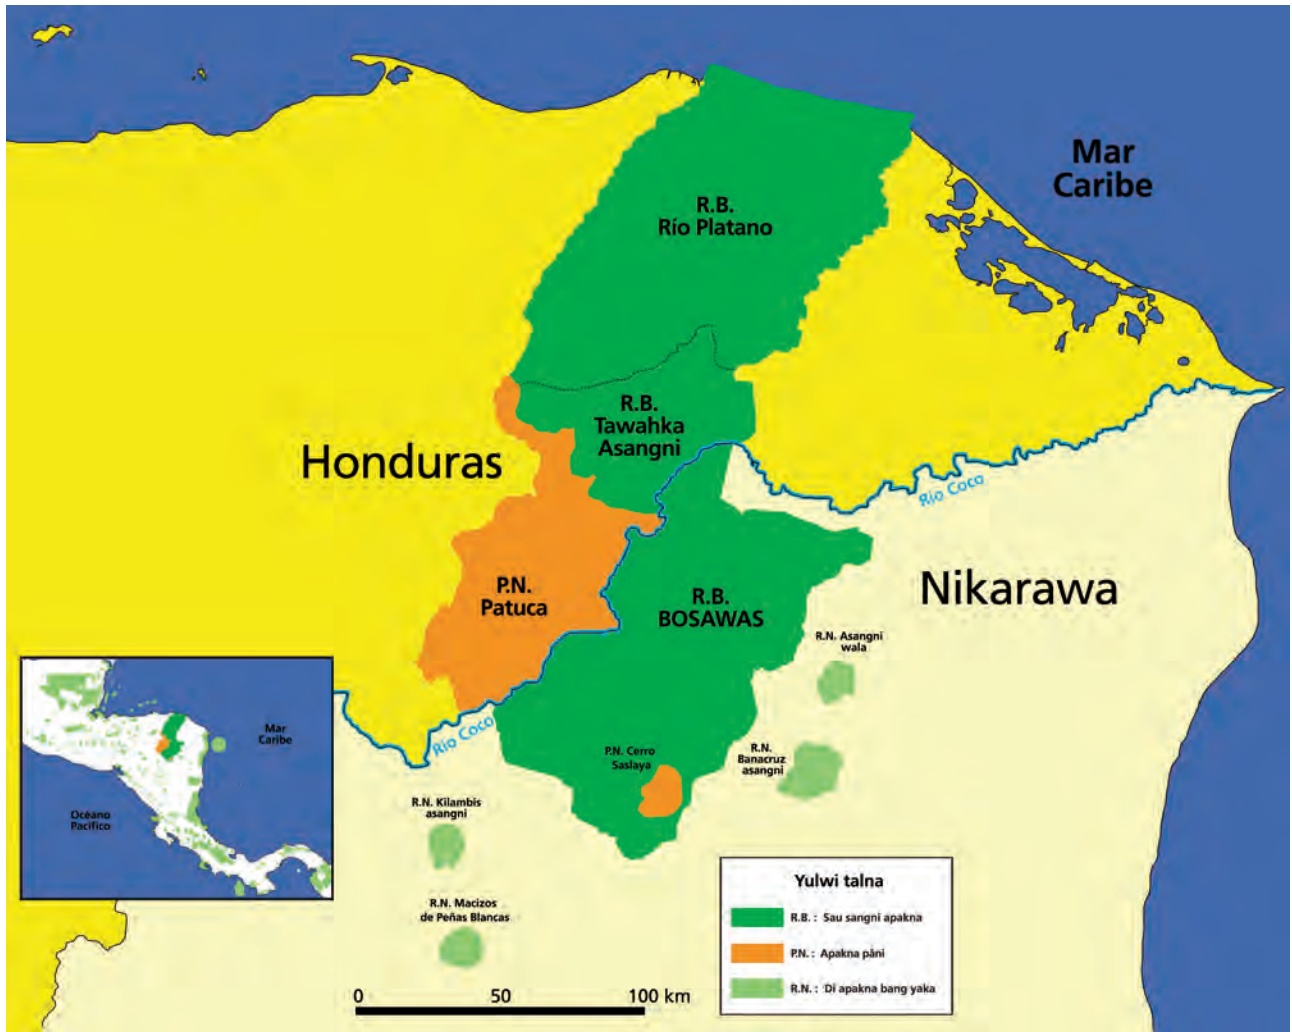 Mar
Caribe
R.B.
Río Platano
R.B.
Tawahka
Asangni
Honduras
Río Coco
P.N.
Patuca
R.B.
BOSAWAS
Nikarawa
R.N. Asangni
wala
Río Coco
P.N. Cerro
Saslaya
R.N.
Banacruz
asangni
Mar
Caribe
Océano
Pacífico
R.N. Kilambis
asangni
R.N. Macizos
de Peñas Blancas
Yulwi talna
R.B. : Sau sangni apakna
P.N. : Apakna pâni
R.N. : Di apakna bang yaka
0 50 100 km